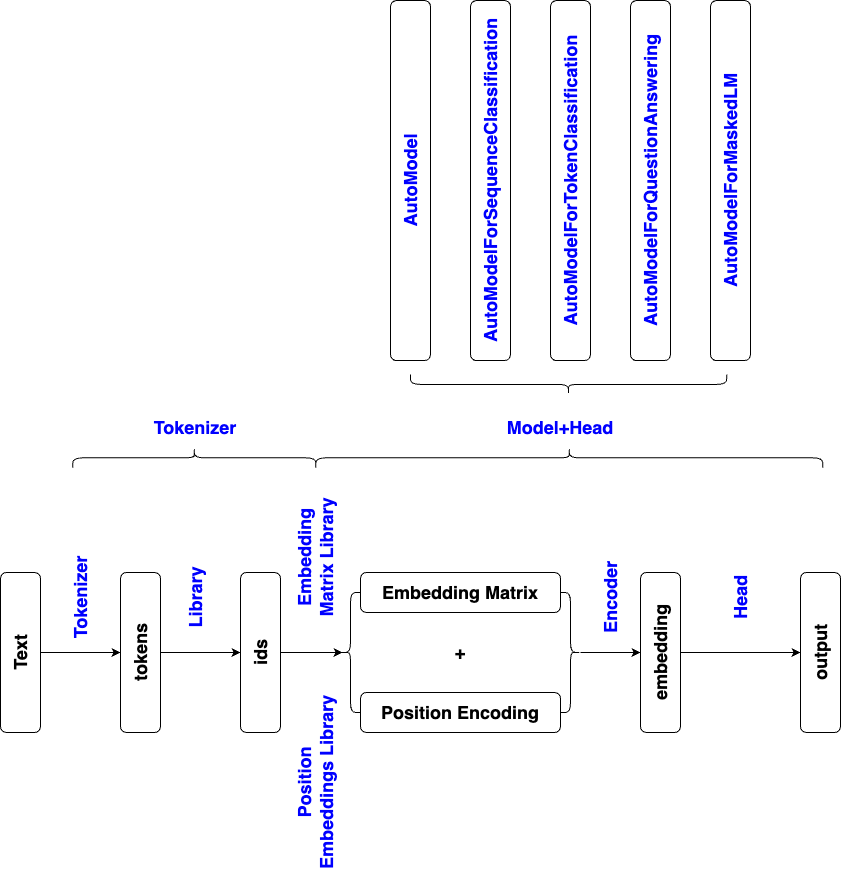 AutoModel
AutoModelForSequenceClassification
AutoModelForTokenClassification
AutoModelForQuestionAnswering
AutoModelForMaskedLM
Tokenizer
Model+Head
Text
Tokenizer
tokens
Library
ids
Embedding
Matrix Library
Position
Embeddings Library
Embedding Matrix
+
Position Encoding
Encoder
embedding
Head
output